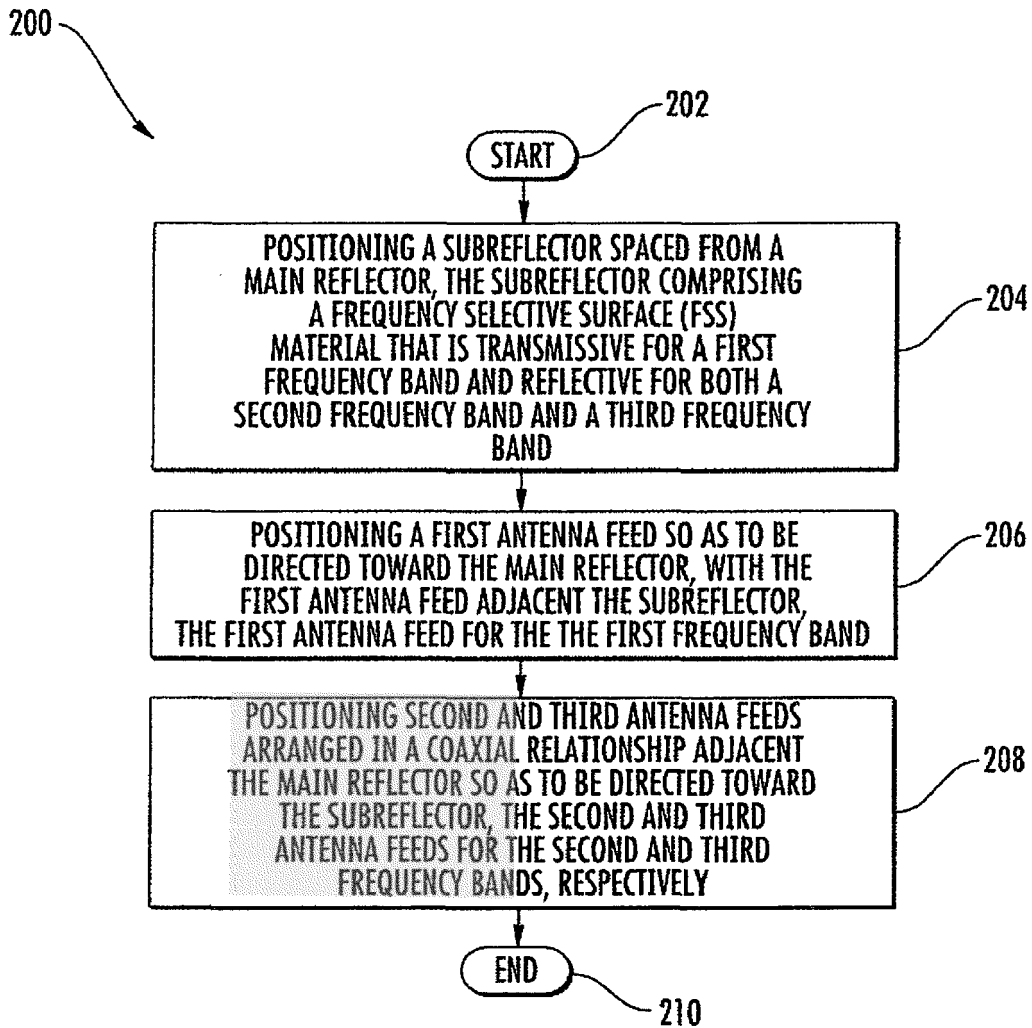 200
202
START
POSITIONING A SUBREFLECTOR SPACED FROM A
MAIN REFLECTOR, THE SUBREFLECTOR COMPRISING
A FREQUENCY SELECTIVE SURFACE (FSS)
MATERIAL THAT IS TRANSMISSIVE FOR A FIRST
FREQUENCY BAND AND REFLECTIVE FOR BOTH A
SECOND FREQUENCY BAND AND A THIRD FREQUENCY
BAND
204
POSITIONING A FIRST ANTENNA FEED SO AS TO BE
DIRECTED TOWARD THE MAIN REFLECTOR, WITH THE
FIRST ANTENNA FEED ADJACENT THE SUBREFLECTOR,
THE FIRST ANTENNA FEED FOR THE THE FIRST FREQUENCY BAND
206
POSITIONING SECOND AND THIRD ANTENNA FEEDS
ARRANGED IN A COAXIAL RELATIONSHIP ADJACENT
THE MAIN REFLECTOR SO AS TO BE DIRECTED TOWARD
THE SUBREFLECTOR, THE SECOND AND THIRD
ANTENNA FEEDS FOR THE SECOND AND THIRD
FREQUENCY BANDS, RESPECTIVELY
208
END
210